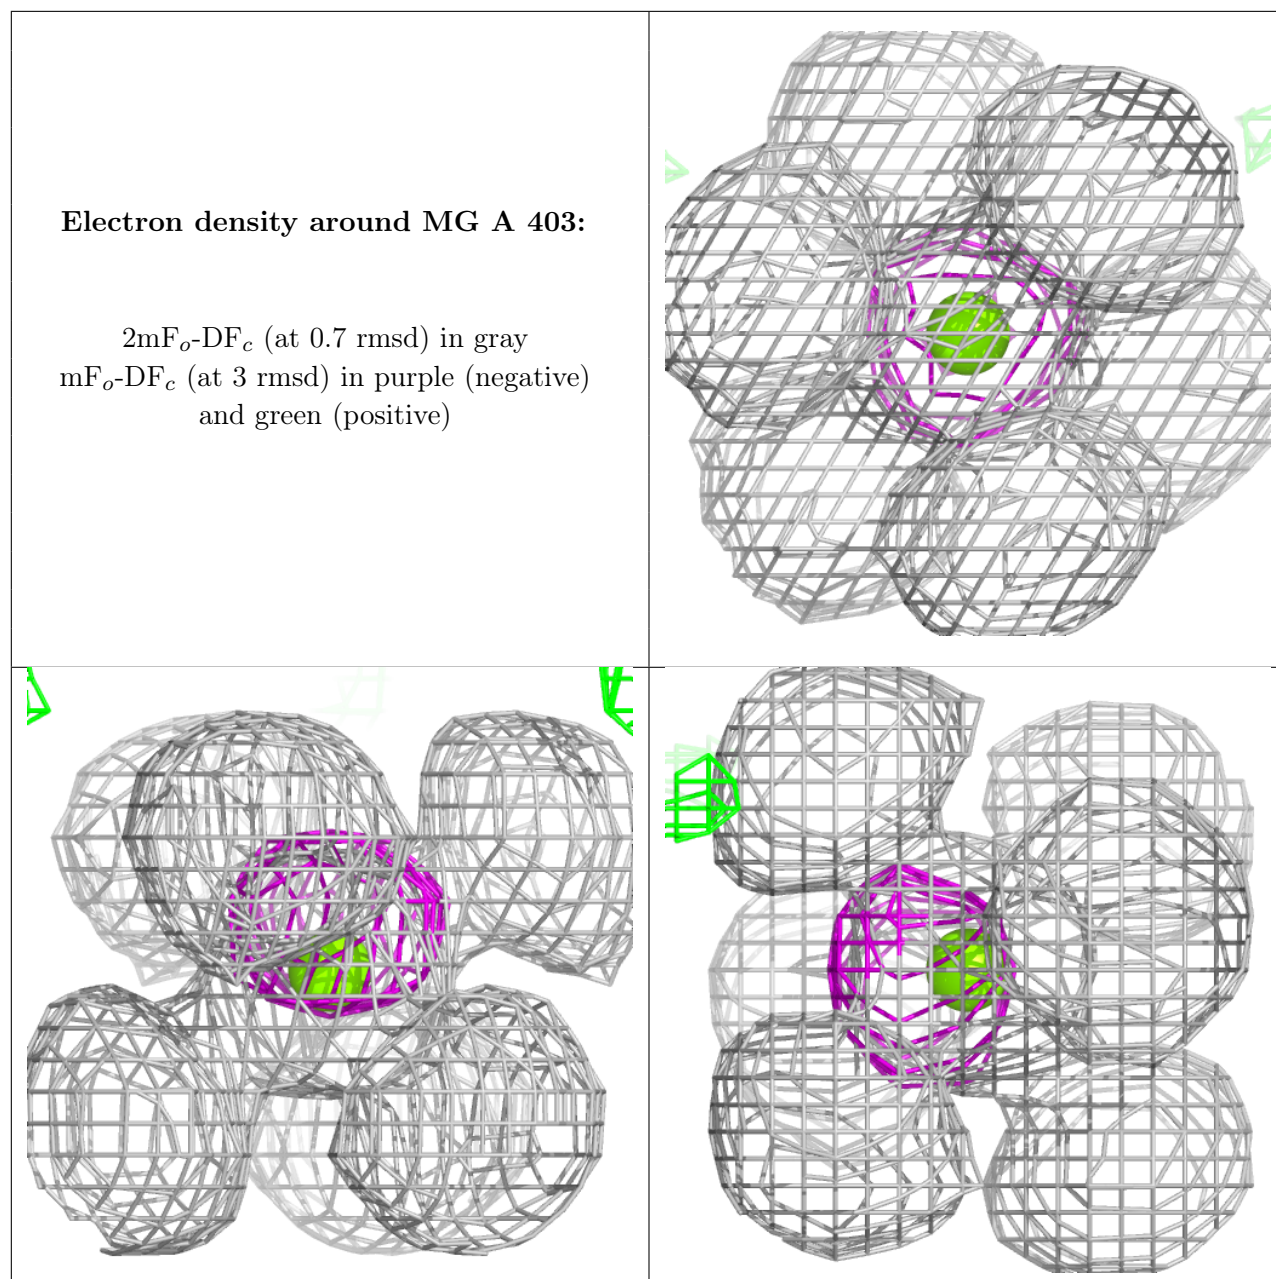 Electron density around MG A 403:
2mFo-DFc (at 0.7 rmsd) in gray
mFo-DFc (at 3 rmsd) in purple (negative)
and green (positive)